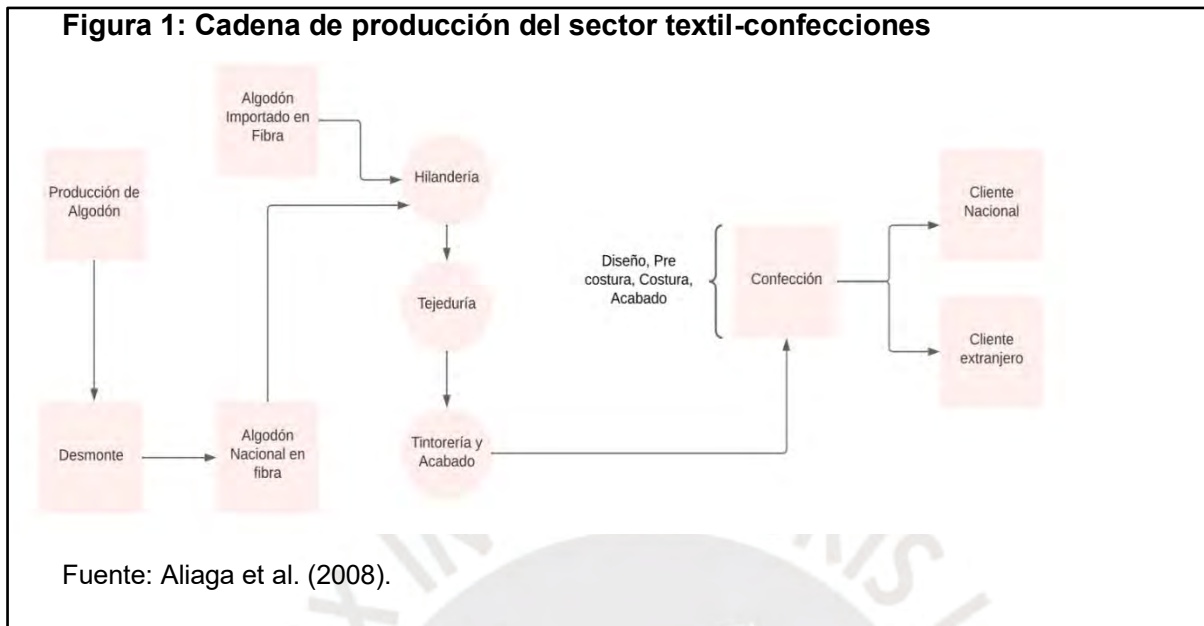 Figura 1: Cadena de producción del sector textil-confecciones
Algodón
Importado en
Fibra
Producción de
Algodón
Desmonte
Algodón
Nacional en
fibra
Hilandería
Tejeduría
Tintorería y
Acabado
Diseño, Pre
costura, Costura,
Acabado
Confección
Cliente
Nacional
Cliente
extranjero
Fuente: Aliaga et al. (2008).